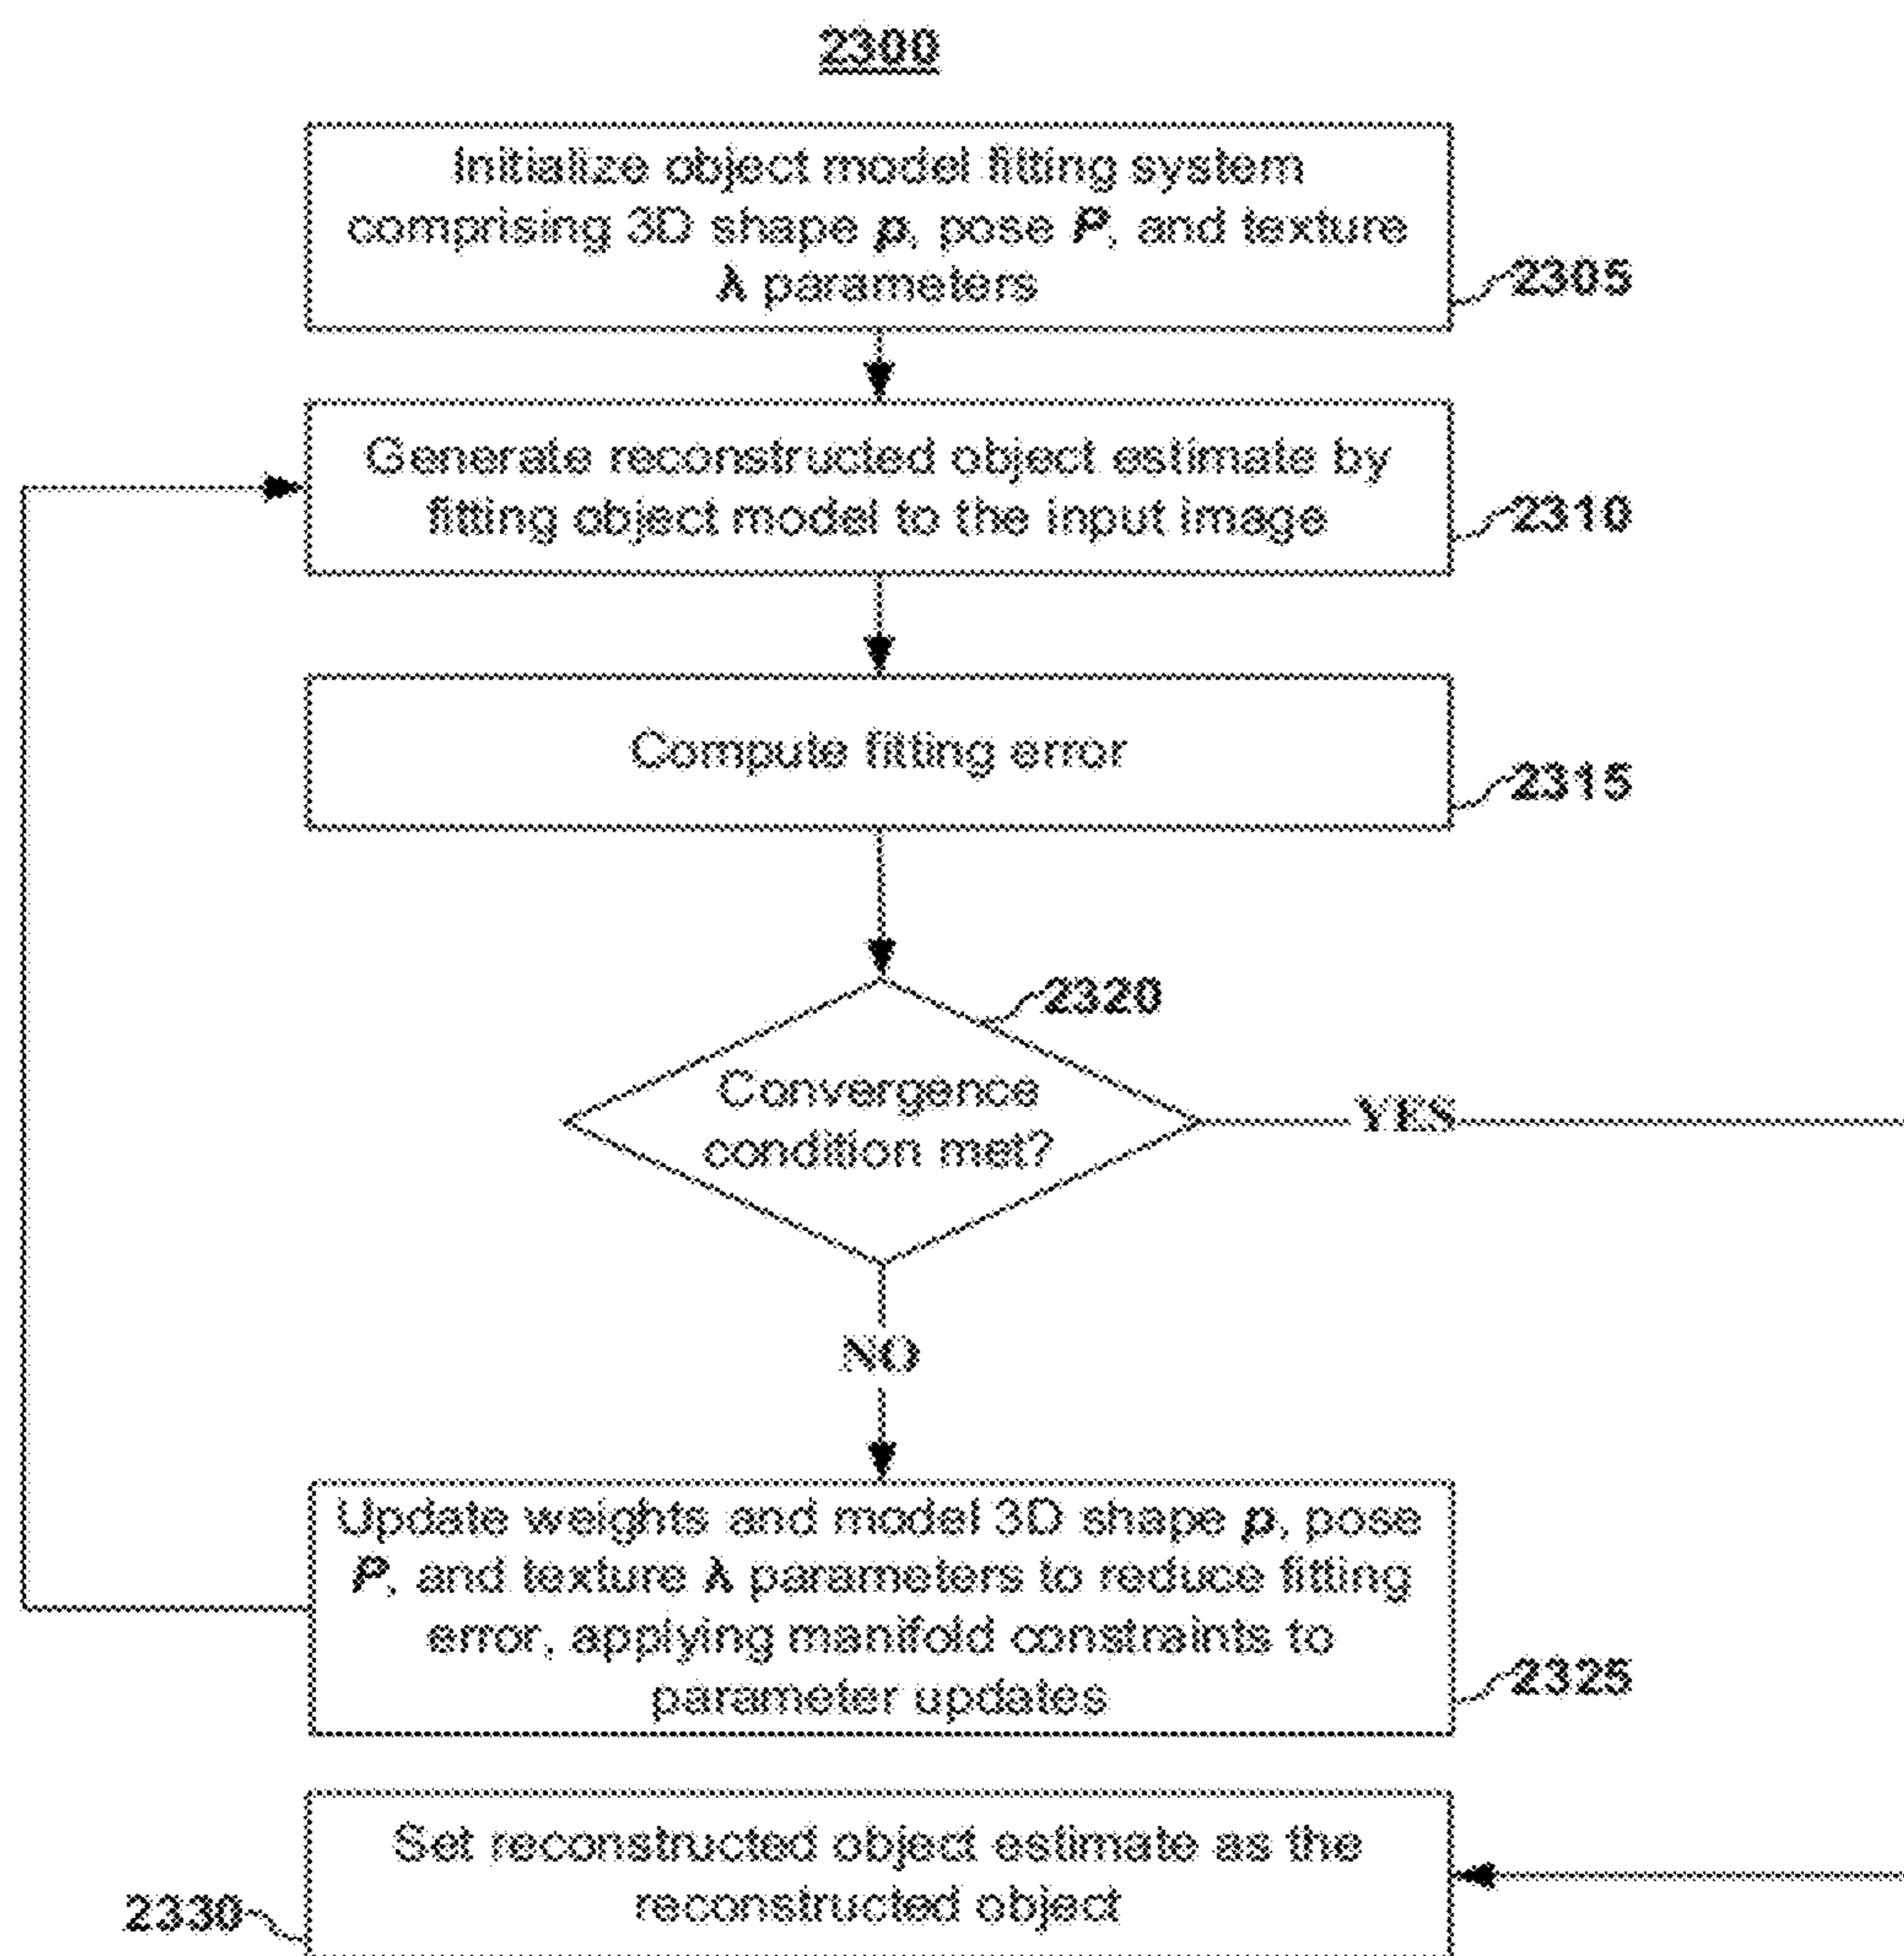 2300
Initialize object model fitting system
comprising 3D shape p, pose P, and texture
λ parameters
2305
Generate reconstructed object estimate by
fitting object model to the input image
2310
Compute fitting error
2315
2320
Convergence
condition met?
YES
NO
Update weights and model 3D shape p, pose
P, and texture λ parameters to reduce fitting
error, applying manifold constraints to
parameter updates
2325
Set reconstructed object estimate as the
reconstructed object
2330